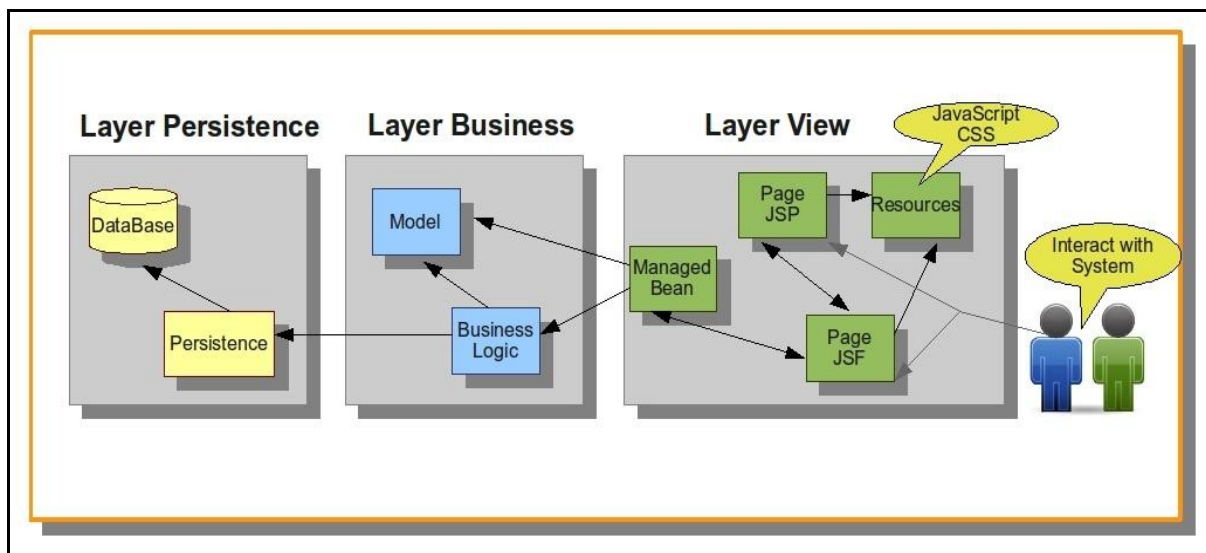 Layer Persistence
DataBase
Persistence
Layer Business
Model
Business
Logic
Layer View
JavaScript
CSS
Page
JSP
Resources
Managed
Bean
Page
JSF
Interact with
System